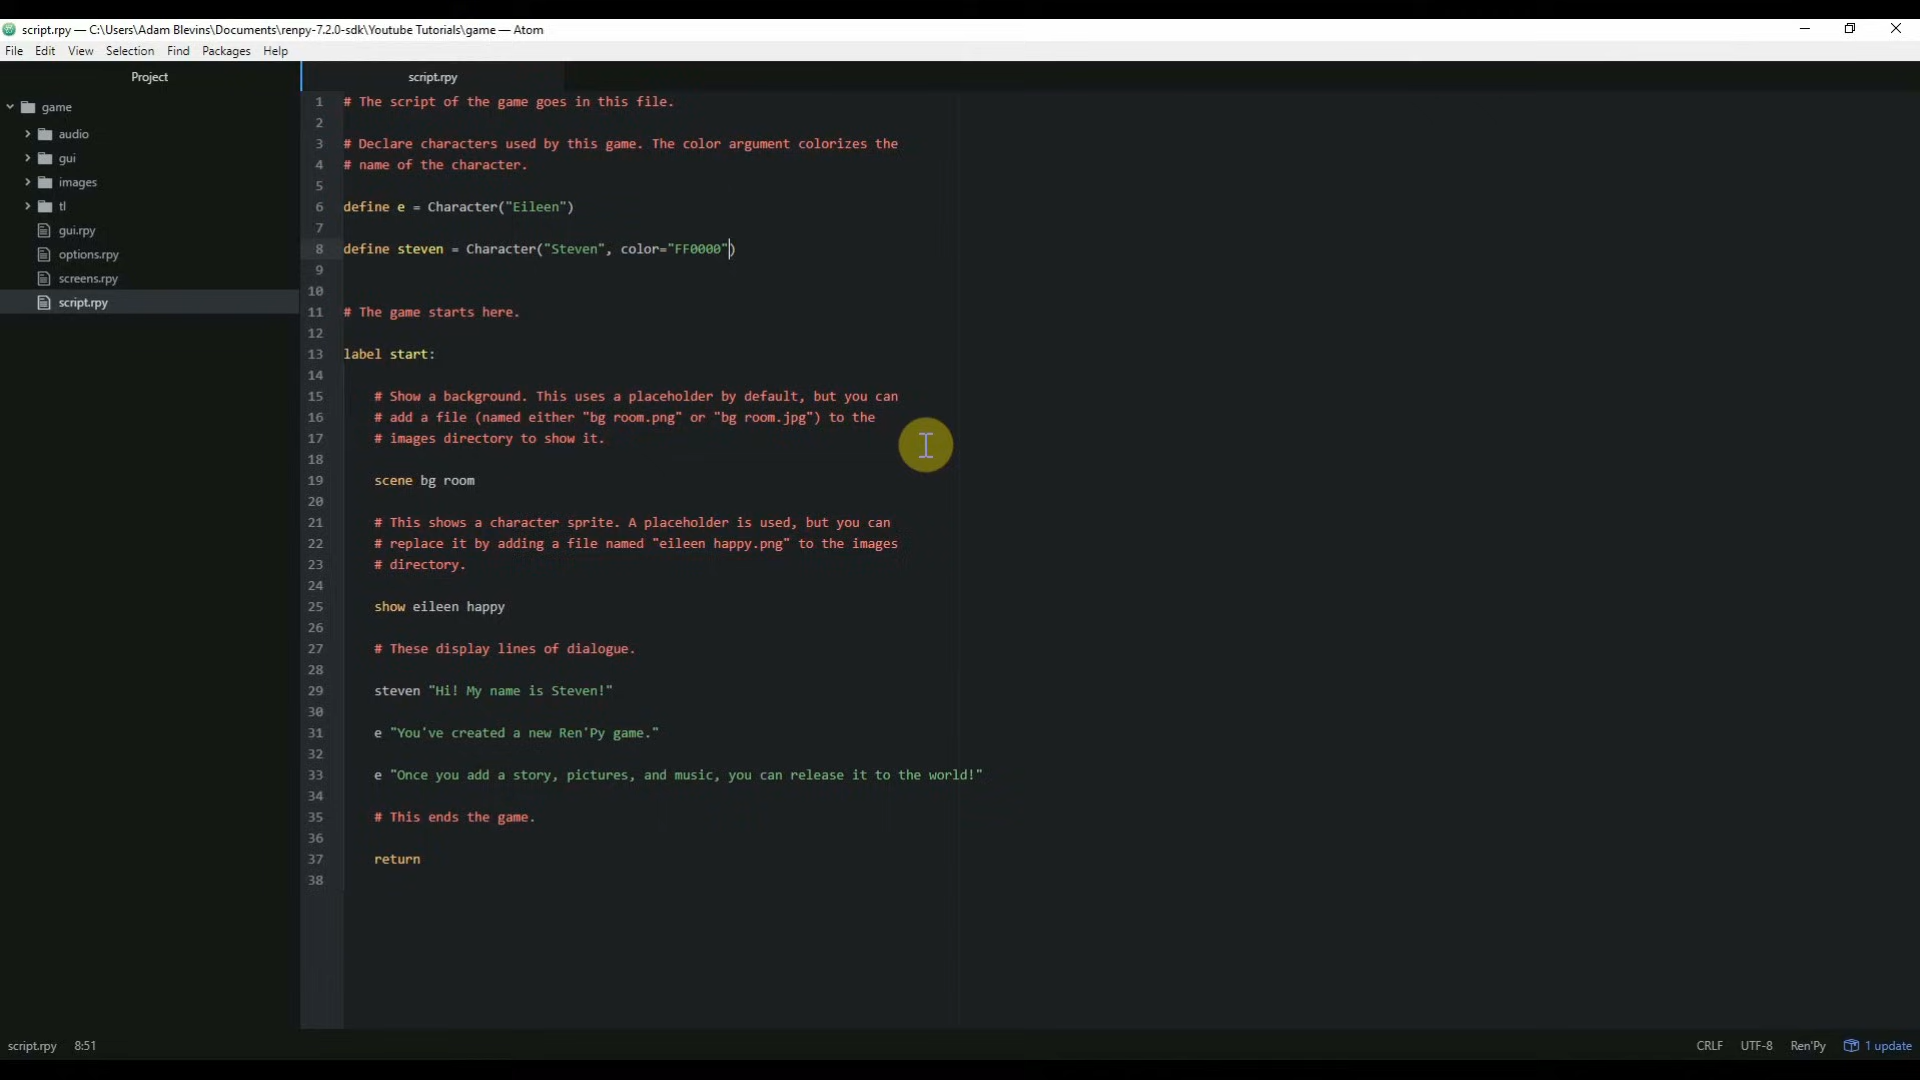 script.rpy — C:\Users\Adam Blevins\Documents\renpy-7.2.0-sdk\Youtube Tutorials\game — Atom
File Edit View Selection Find Packages Help
Project
game
audio
gui
images
tl
gui.rpy
options.rpy
screens.rpy
script.rpy
script.rpy
1 # The script of the game goes in this file.
2
3 # Declare characters used by this game. The color argument colorizes the
4 # name of the character.
5
6 define e = Character("Eileen")
7
8 define steven = Character("Steven", color="FF0000")
9
10
11 # The game starts here.
12
13 label start:
14
15 # Show a background. This uses a placeholder by default, but you can
16 # add a file (named either "bg room.png" or "bg room.jpg") to the
17 # images directory to show it.
18
19 scene bg room
20
21 # This shows a character sprite. A placeholder is used, but you can
22 # replace it by adding a file named "eileen happy.png" to the images
23 # directory.
24
25 show eileen happy
26
27 # These display lines of dialogue.
28
29 steven "Hi! My name is Steven!"
30
31 e "You've created a new Ren'Py game."
32
33 e "Once you add a story, pictures, and music, you can release it to the world!"
34
35 # This ends the game.
36
37 return
38
script.rpy 8:51 CRLF UTF-8 Ren'Py 1 update